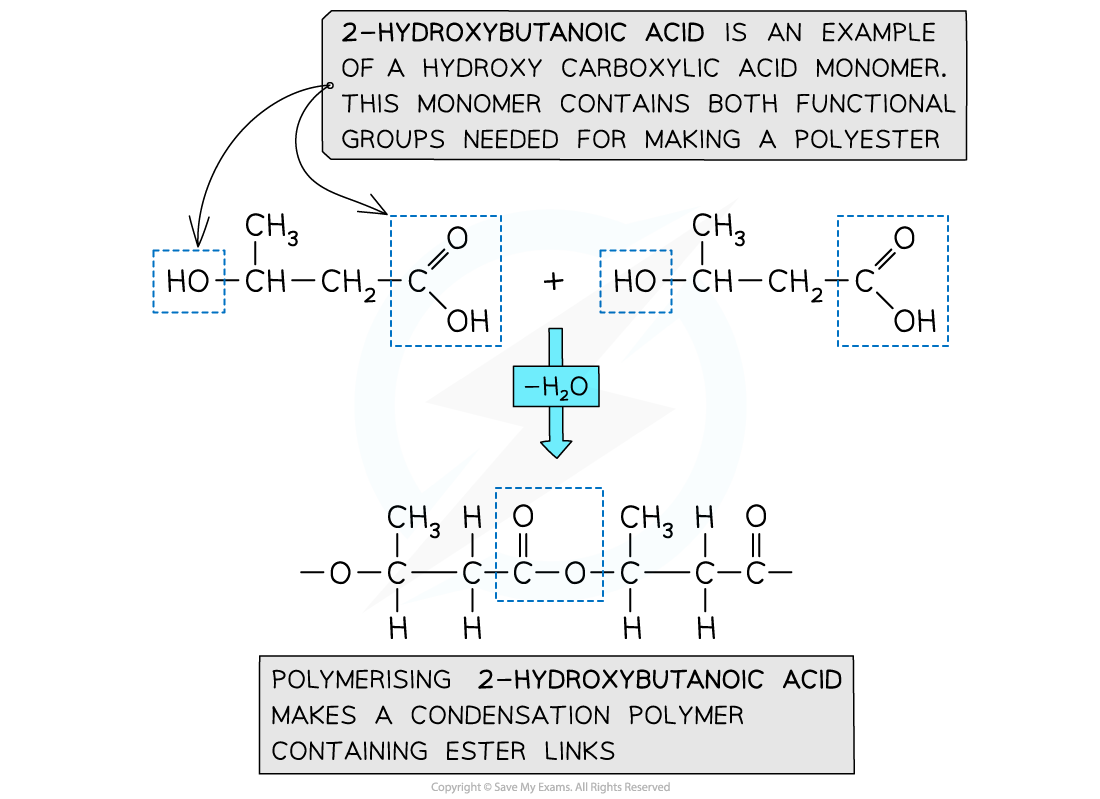 2-HYDROXYBUTANOIC ACID IS AN EXAMPLE
OF A HYDROXY CARBOXYLIC ACID MONOMER.
THIS MONOMER CONTAINS BOTH FUNCTIONAL
GROUPS NEEDED FOR MAKING A POLYESTER
CH₃ O CH₃ O
HO—CH—CH₂—C + HO—CH—CH₂—C
OH OH
−H₂O
CH₃ H O CH₃ H O
—O—C—C—C—O—C—C—C—
H H H H
POLYMERISING 2-HYDROXYBUTANOIC ACID
MAKES A CONDENSATION POLYMER
CONTAINING ESTER LINKS
Copyright © Save My Exams. All Rights Reserved